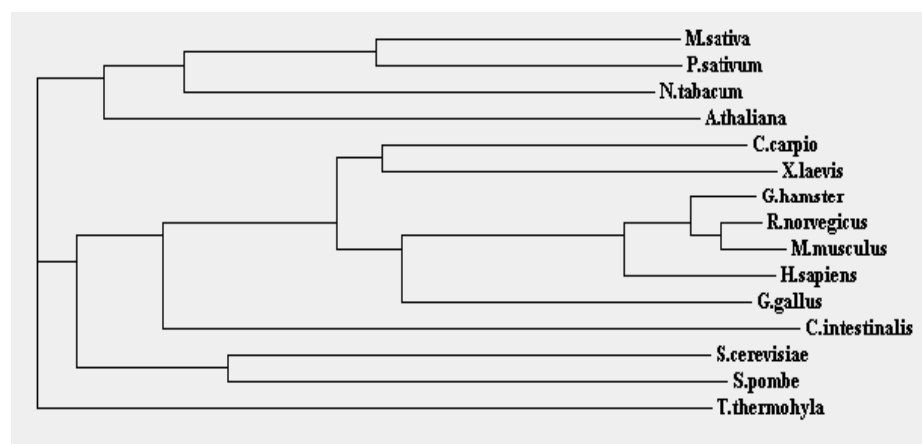 M.sativa
P.sativum
N.tabacum
A.thaliana
C.carpio
X.laevis
G.hamster
R.norvegicus
M.musculus
H.sapiens
G.gallus
C.intestinalis
S.cerevisiae
S.pombe
T.thermohyla